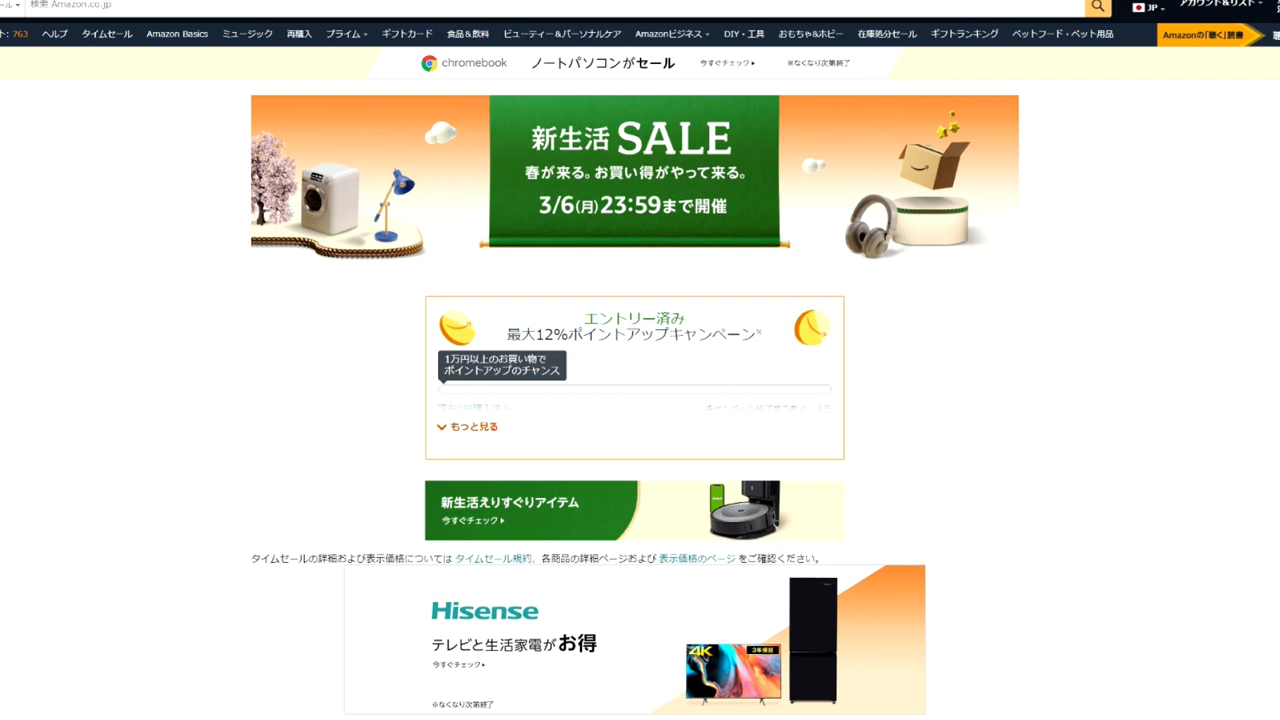 検索 Amazon.co.jp
JP
アカウント&リスト
ト: 763 ヘルプ タイムセール Amazon Basics ミュージック 再購入 プライム ギフトカード 食品&飲料 ビューティー&パーソナルケア Amazonビジネス DIY・工具 おもちゃ&ホビー 在庫処分セール ギフトランキング ペットフード・ペット用品 Amazonの「聴く」読書
chromebook ノートパソコンがセール 今すぐチェック ※なくなり次第終了
新生活 SALE
春が来る。お買い得がやって来る。
3/6(月)23:59まで開催
エントリー済み
最大12%ポイントアップキャンペーン※
1万円以上のお買い物で
ポイントアップのチャンス
もっと見る
新生活えりすぐりアイテム
今すぐチェック
タイムセールの詳細および表示価格については タイムセール規約、各商品の詳細ページおよび 表示価格のページ をご確認ください。
Hisense
テレビと生活家電がお得
今すぐチェック
4K
3年保証
※なくなり次第終了